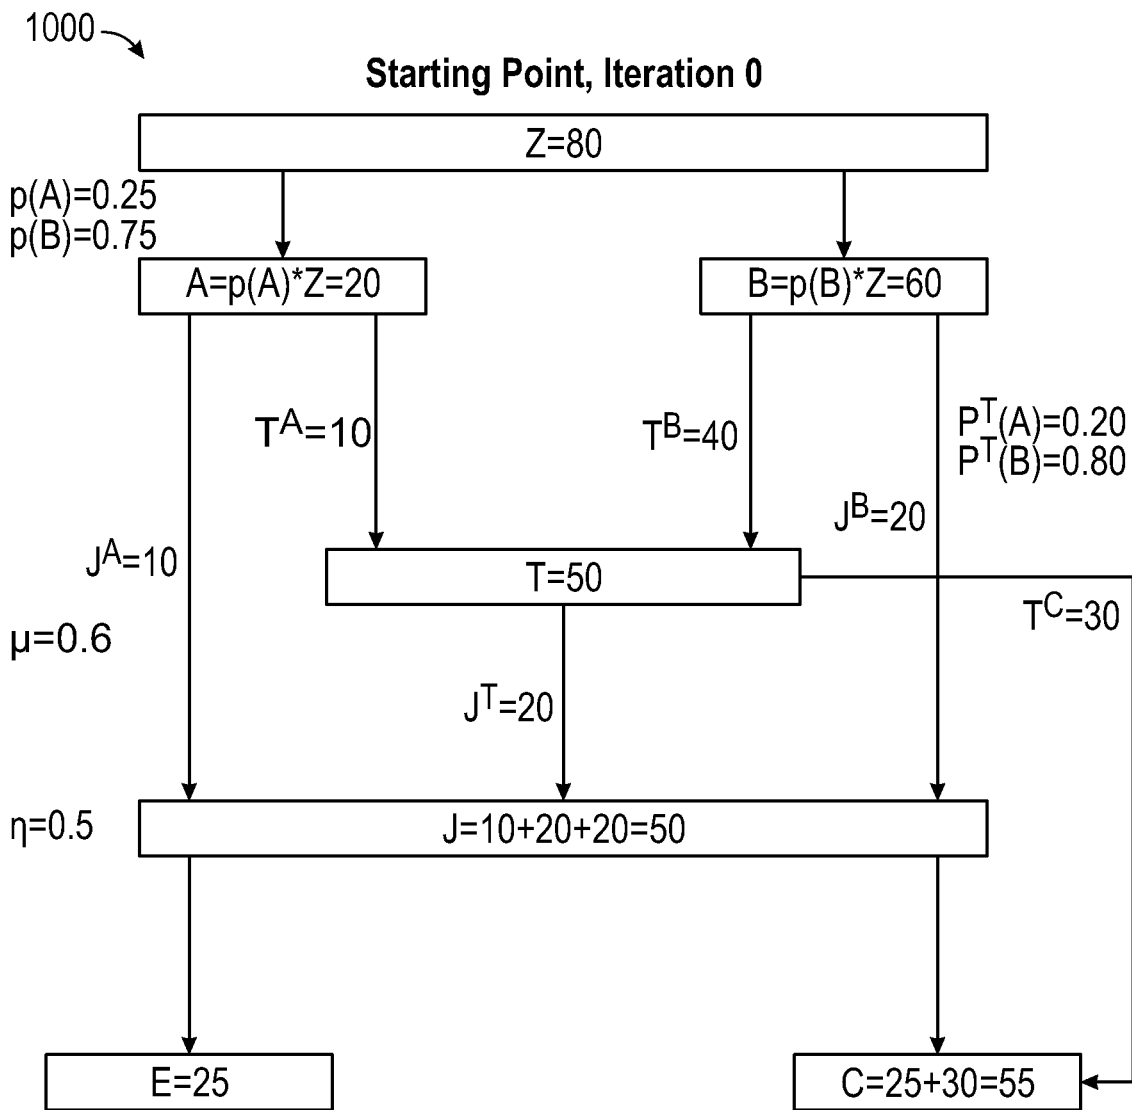 1000
Starting Point, Iteration 0
Z=80
p(A)=0.25
p(B)=0.75
A=p(A)*Z=20
B=p(B)*Z=60
T^A=10
T^B=40
P^T(A)=0.20
P^T(B)=0.80
J^B=20
J^A=10
T=50
T^C=30
µ=0.6
J^T=20
η=0.5
J=10+20+20=50
E=25
C=25+30=55